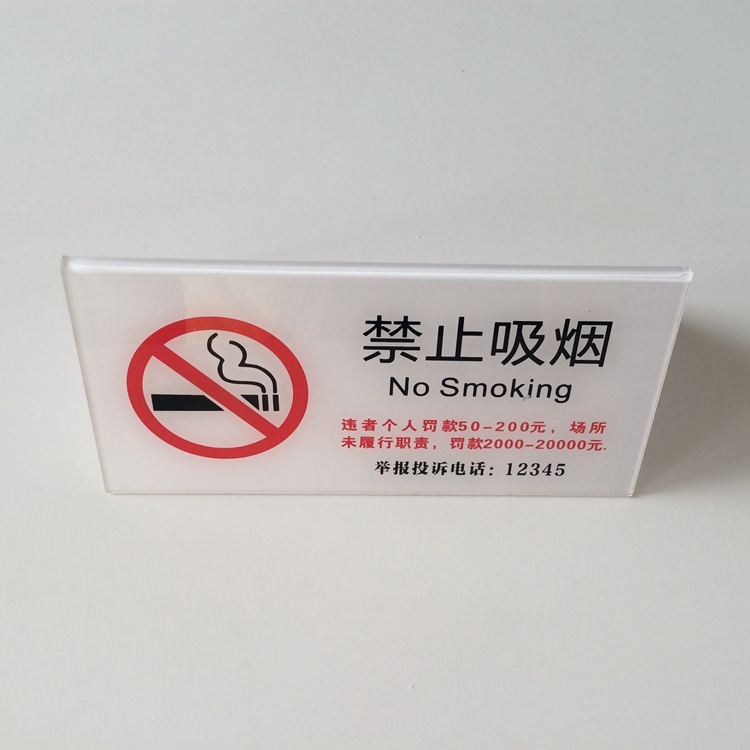 禁止吸烟
No Smoking
违者个人罚款50-200元，场所
未履行职责，罚款2000-20000元.
举报投诉电话：12345